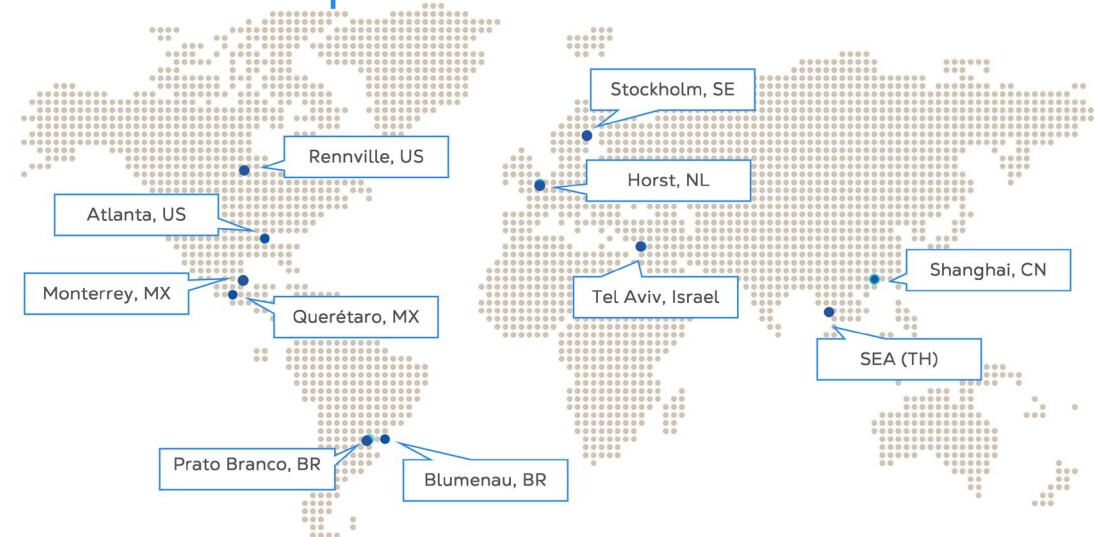 Stockholm, SE
Rennville, US
Horst, NL
Atlanta, US
Shanghai, CN
Monterrey, MX
Tel Aviv, Israel
Querétaro, MX
SEA (TH)
Prato Branco, BR
Blumenau, BR